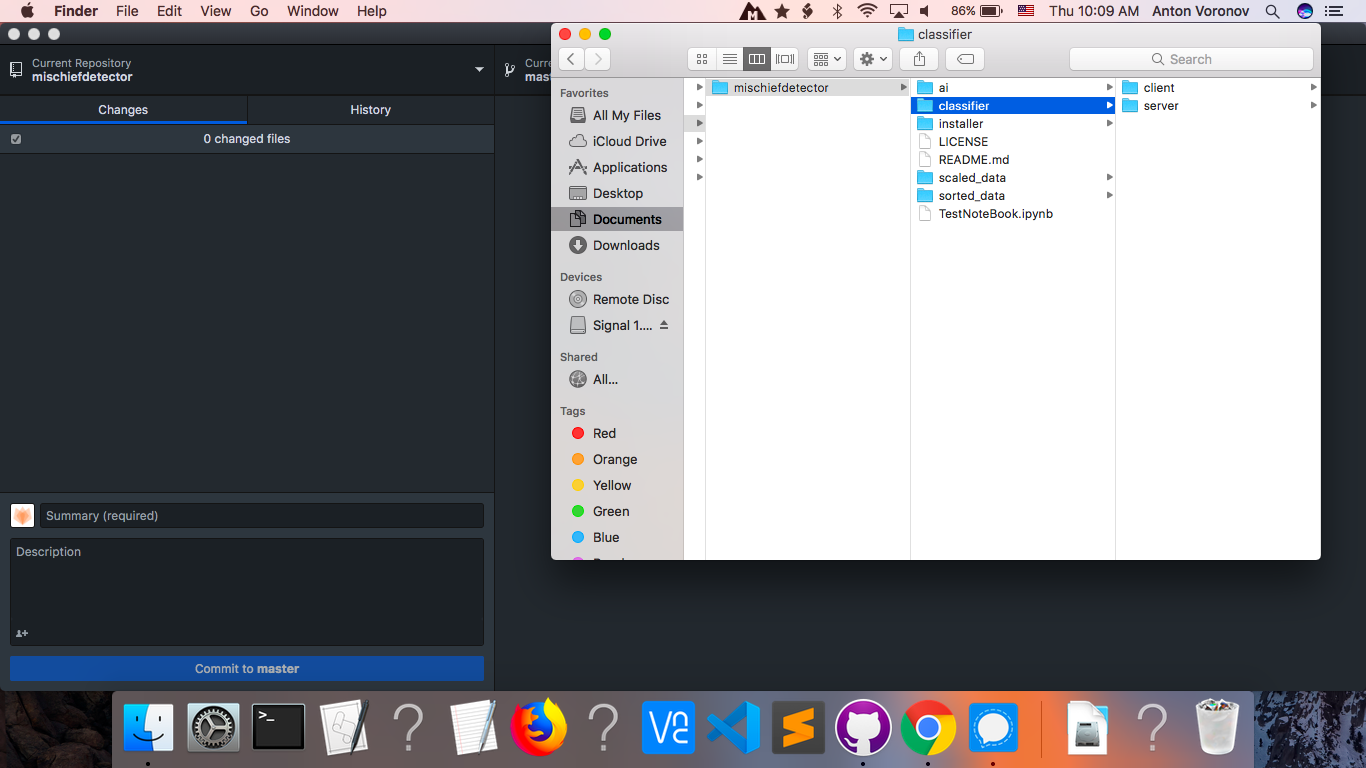 Finder File Edit View Go Window Help
86% Thu 10:09 AM Anton Voronov
Current Repository
mischiefdetector
Changes
History
0 changed files
Summary (required)
Description
Commit to master
classifier
Search
Favorites
All My Files
iCloud Drive
Applications
Desktop
Documents
Downloads
Devices
Remote Disc
Signal 1....
Shared
All...
Tags
Red
Orange
Yellow
Green
Blue
mischiefdetector
ai
classifier
installer
LICENSE
README.md
scaled_data
sorted_data
TestNoteBook.ipynb
client
server